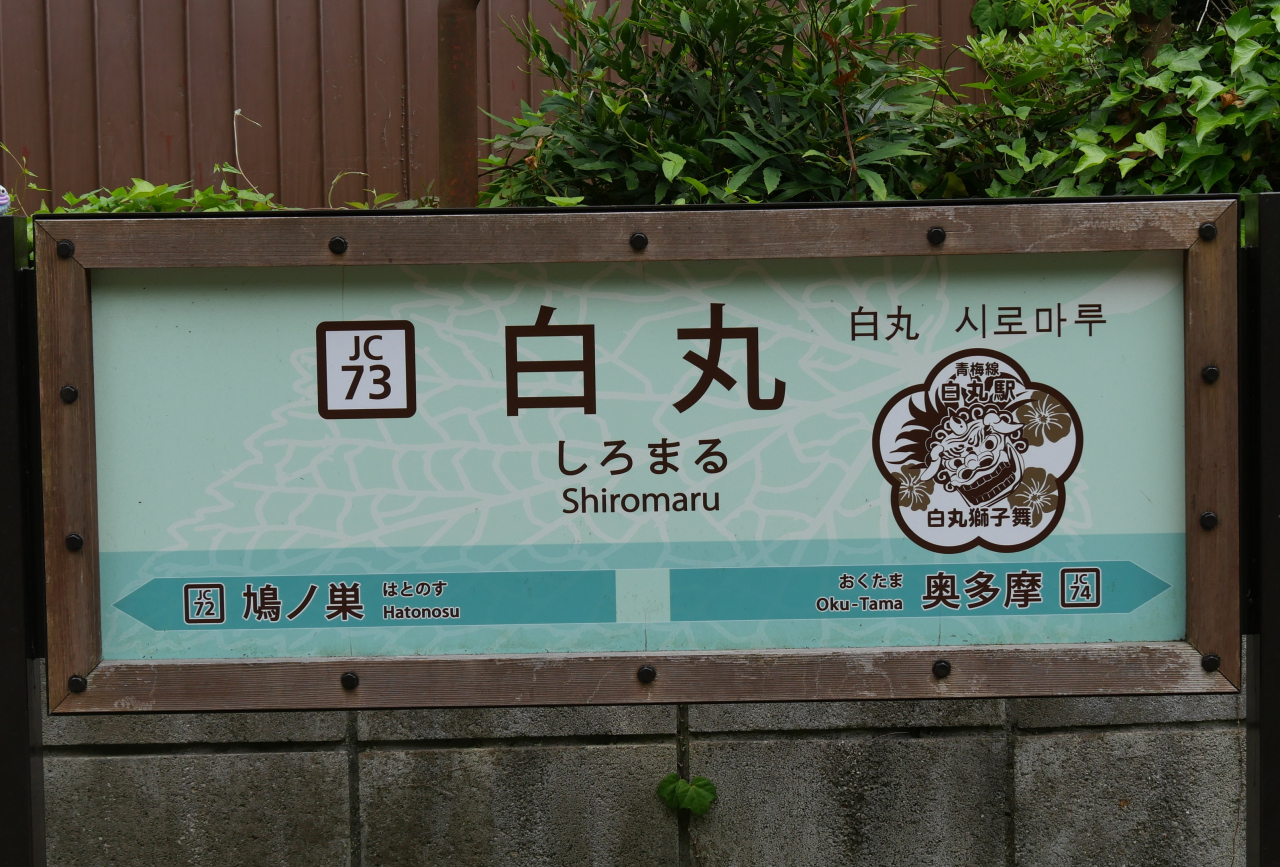 JC
73
白丸
しろまる
Shiromaru
白丸 시로마루
青梅線
白丸駅
白丸獅子舞
JC
72
鳩ノ巣
はとのす
Hatonosu
おくたま
Oku-Tama
奥多摩
JC
74